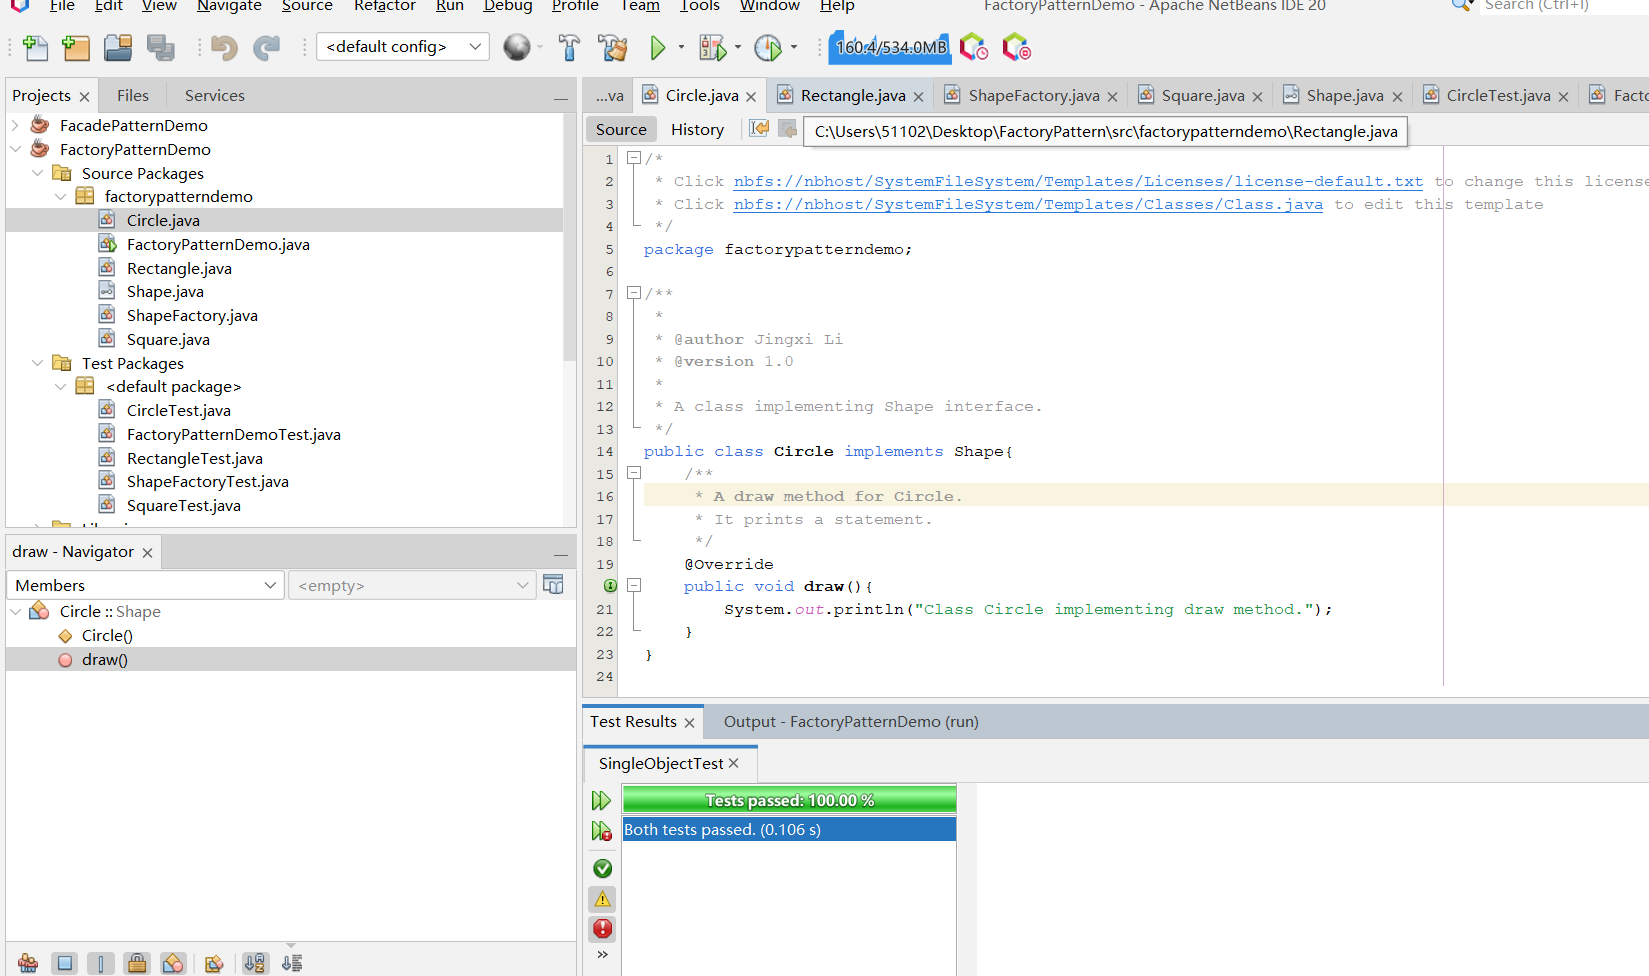 File Edit View Navigate Source Refactor Run Debug Profile Team Tools Window Help FactoryPatternDemo - Apache NetBeans IDE 20 Search (Ctrl+I)
<default config> 160.4/534.0MB
Projects Files Services
FacadePatternDemo
FactoryPatternDemo
Source Packages
factorypatterndemo
Circle.java
FactoryPatternDemo.java
Rectangle.java
Shape.java
ShapeFactory.java
Square.java
Test Packages
<default package>
CircleTest.java
FactoryPatternDemoTest.java
RectangleTest.java
ShapeFactoryTest.java
SquareTest.java
draw - Navigator
Members <empty>
Circle :: Shape
Circle()
draw()
...va Circle.java Rectangle.java ShapeFactory.java Square.java Shape.java CircleTest.java Facto
Source History C:\Users\51102\Desktop\FactoryPattern\src\factorypatterndemo\Rectangle.java
1 /*
2 * Click nbfs://nbhost/SystemFileSystem/Templates/Licenses/license-default.txt to change this license
3 * Click nbfs://nbhost/SystemFileSystem/Templates/Classes/Class.java to edit this template
4 */
5 package factorypatterndemo;
6
7 /**
8 *
9 * @author Jingxi Li
10 * @version 1.0
11 *
12 * A class implementing Shape interface.
13 */
14 public class Circle implements Shape{
15 /**
16 * A draw method for Circle.
17 * It prints a statement.
18 */
19 @Override
public void draw(){
21 System.out.println("Class Circle implementing draw method.");
22 }
23 }
24
Test Results Output - FactoryPatternDemo (run)
SingleObjectTest
Tests passed: 100.00 %
Both tests passed. (0.106 s)